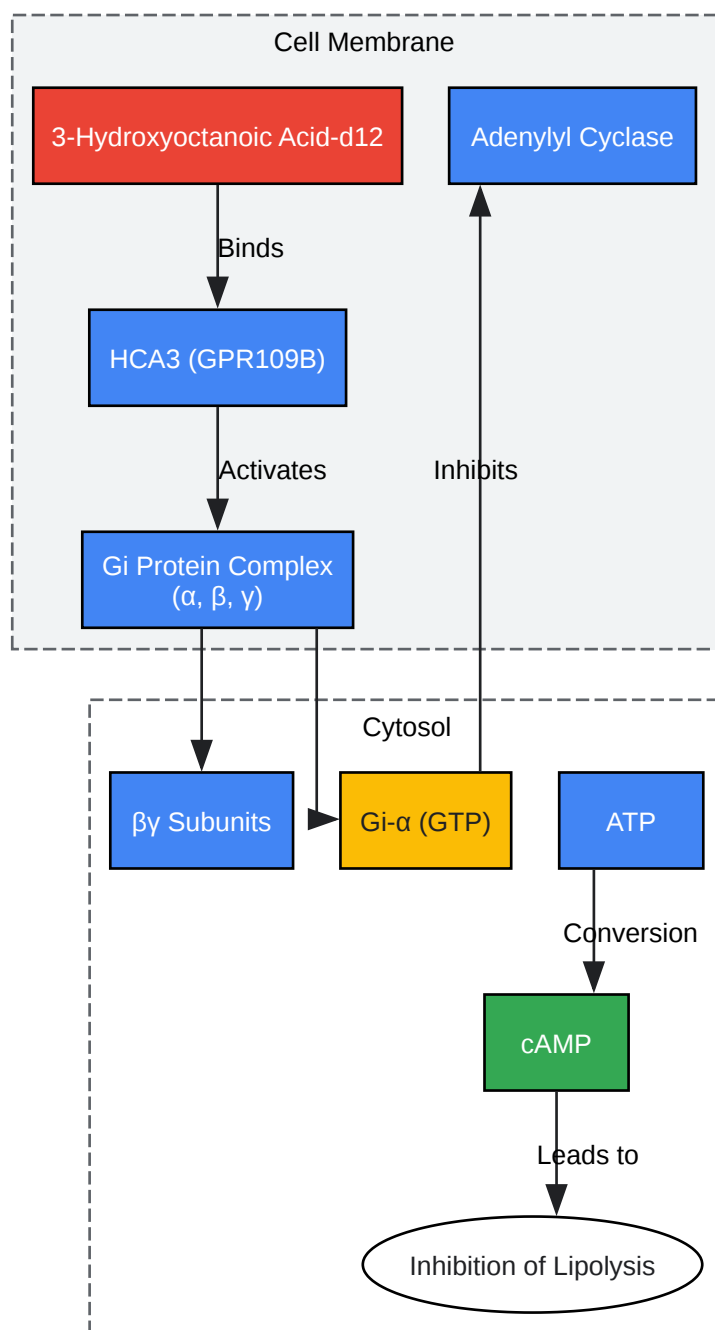 Cell Membrane
3-Hydroxyoctanoic Acid-d12
Adenylyl Cyclase
Binds
HCA3 (GPR109B)
Activates
Inhibits
Gi Protein Complex
(α, β, γ)
Cytosol
βγ Subunits
Gi-α (GTP)
ATP
Conversion
cAMP
Leads to
Inhibition of Lipolysis